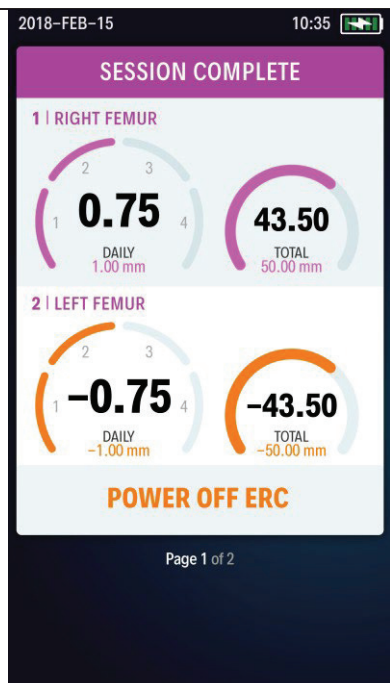 2018-FEB-15 10:35
SESSION COMPLETE
1 | RIGHT FEMUR
2 3
1 0.75 4 43.50
DAILY TOTAL
1.00 mm 50.00 mm
2 | LEFT FEMUR
2 3
1 -0.75 4 -43.50
DAILY TOTAL
-1.00 mm -50.00 mm
POWER OFF ERC
Page 1 of 2